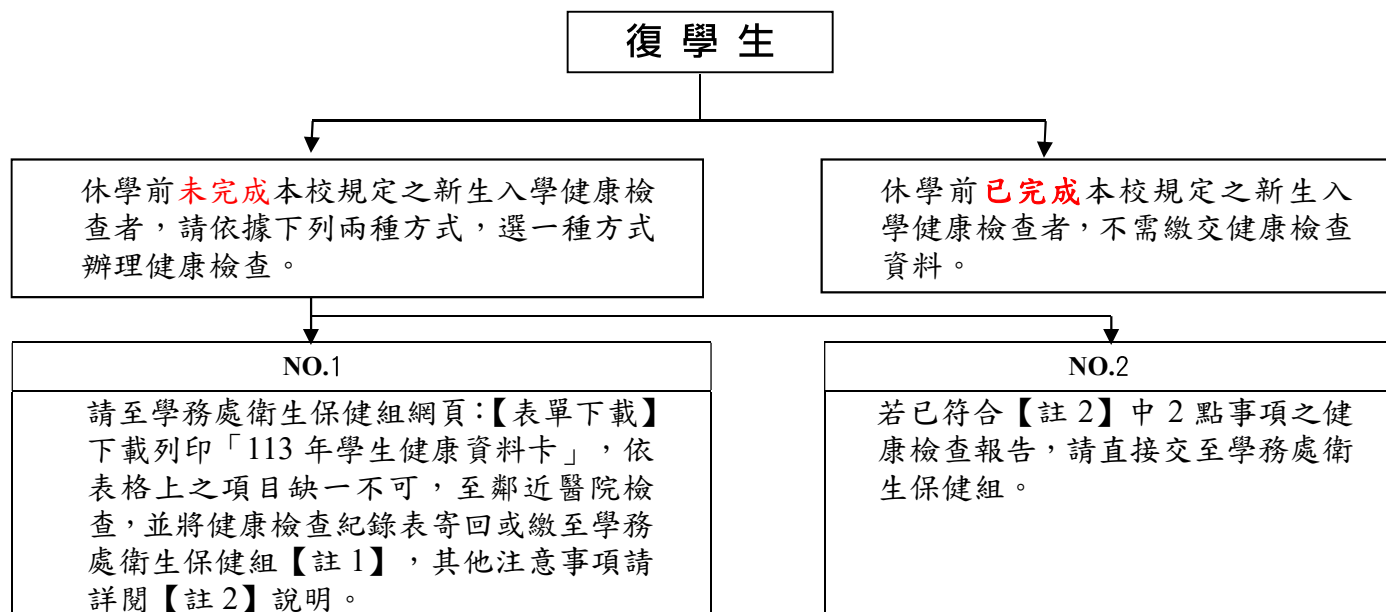 復 學 生
休學前未完成本校規定之新生入學健康檢
查者，請依據下列兩種方式，選一種方式
辦理健康檢查。
休學前已完成本校規定之新生入
學健康檢查者，不需繳交健康檢查
資料。
NO.1
請至學務處衛生保健組網頁：【表單下載】
下載列印「113 年學生健康資料卡」，依
表格上之項目缺一不可，至鄰近醫院檢
查，並將健康檢查紀錄表寄回或繳至學務
處衛生保健組【註 1】，其他注意事項請
詳閱【註 2】說明。
NO.2
若已符合【註 2】中 2 點事項之健
康檢查報告，請直接交至學務處衛
生保健組。